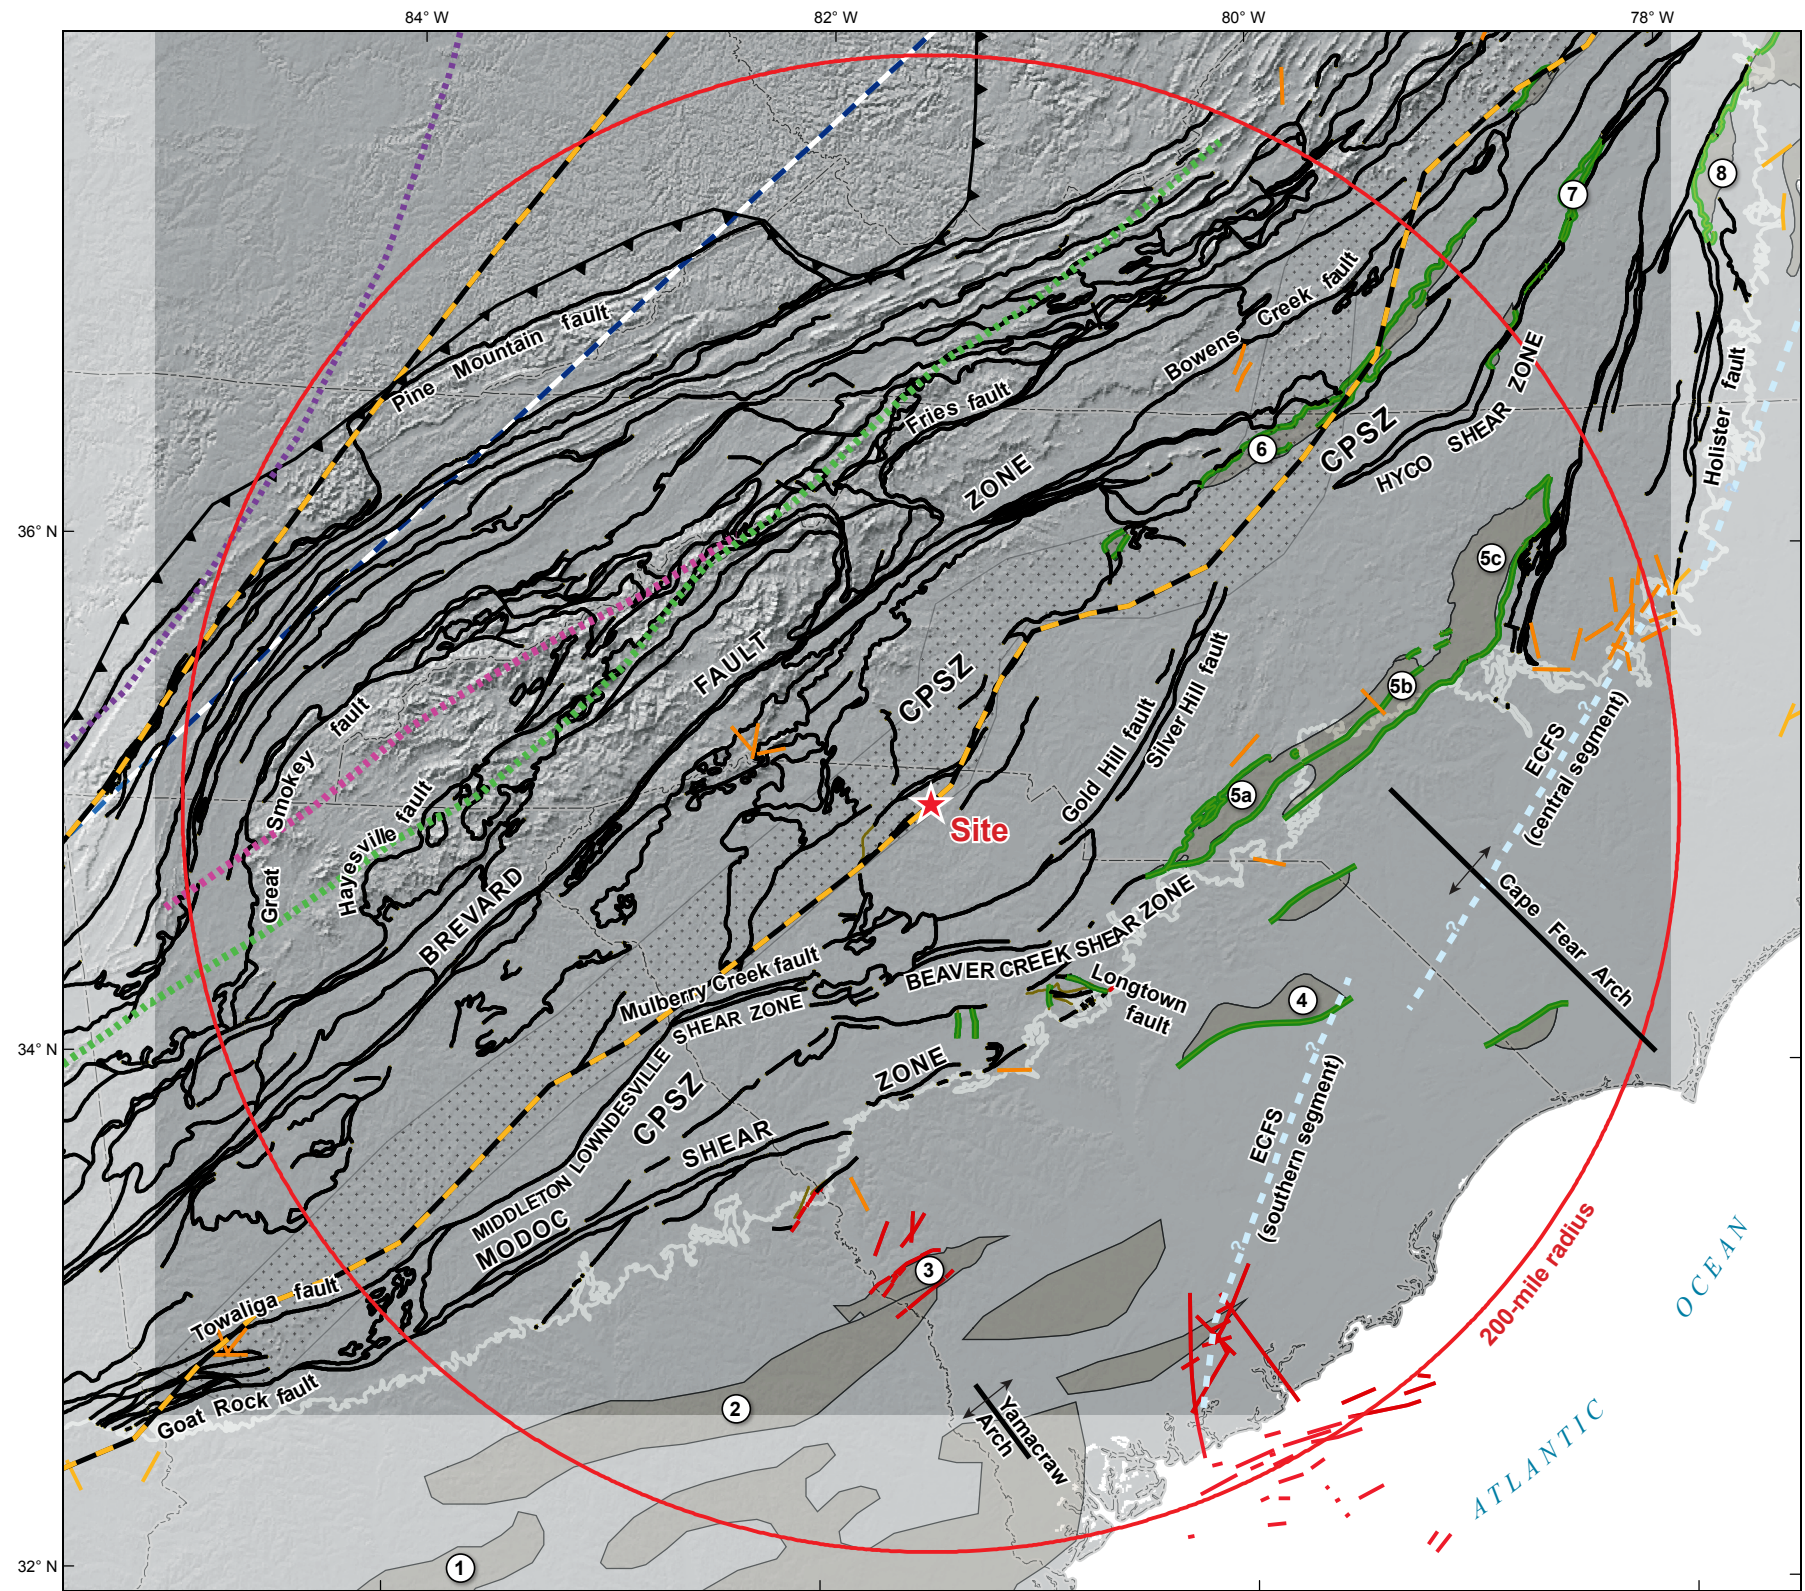 84° W
82° W
80° W
78° W
36° N
34° N
32° N
8
7
Pine Mountain fault
Bowens Creek fault
Fries fault
Holister fault
HYCO SHEAR ZONE
CPSZ
6
ZONE
5c
FAULT
CPSZ
5b
Silver Hill fault
Gold Hill fault
ECFS
(central segment)
?
Great Smokey fault
Hayesville fault
5a
Site
BREVARD
Cape Fear Arch
?
?
BEAVER CREEK SHEAR ZONE
Mulberry Creek fault
SHEAR ZONE
Longtown
fault
4
?
LOWNDESVILLE
CPSZ
ZONE
SHEAR
ECFS
(southern segment)
?
MIDDLETON
MODOC
3
200-mile radius
OCEAN
ATLANTIC
Towaliga fault
Goat Rock fault
2
Yamacraw
Arch
1